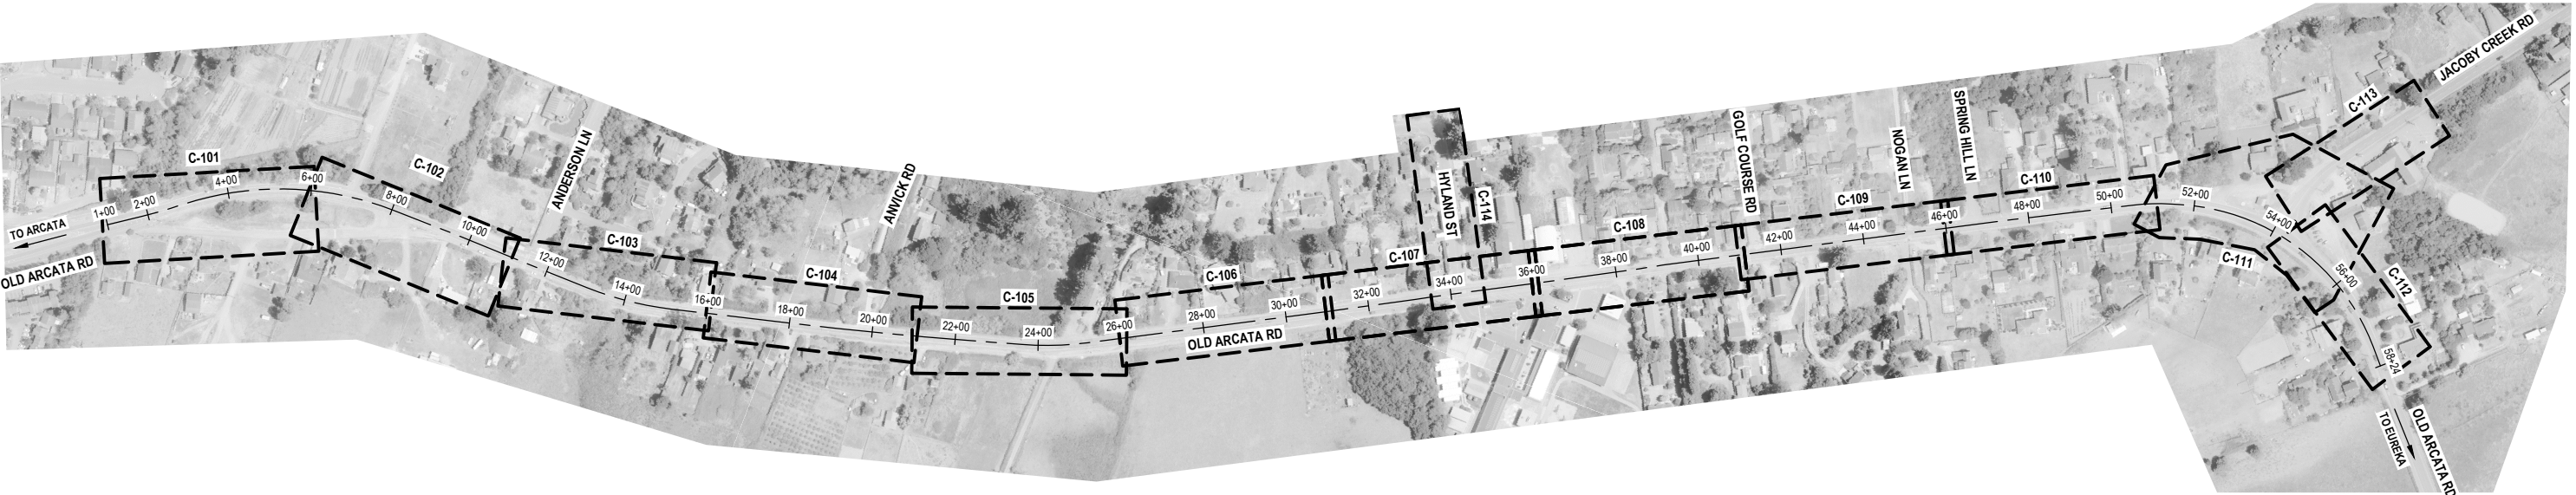 TO ARCATA
OLD ARCATA RD
C-101
1+00
2+00
4+00
6+00
C-102
8+00
10+00
ANDERSON LN
C-103
12+00
14+00
16+00
C-104
18+00
20+00
ANVICK RD
C-105
22+00
24+00
26+00
C-106
28+00
30+00
OLD ARCATA RD
C-107
32+00
34+00
HYLAND ST
C-114
36+00
C-108
38+00
40+00
GOLF COURSE RD
42+00
C-109
44+00
NOGAN LN
46+00
SPRING HILL LN
C-110
48+00
50+00
52+00
C-111
54+00
56+00
C-113
JACOBY CREEK RD
C-112
58+24
TO EUREKA
OLD ARCATA RD